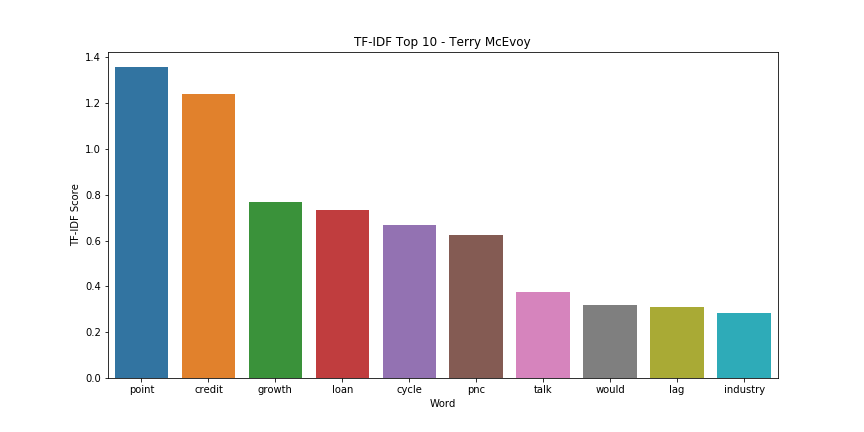 TF-IDF Top 10 - Terry McEvoy
TF-IDF Score
1.4
1.2
1.0
0.8
0.6
0.4
0.2
0.0
point credit growth loan cycle pnc talk would lag industry
Word